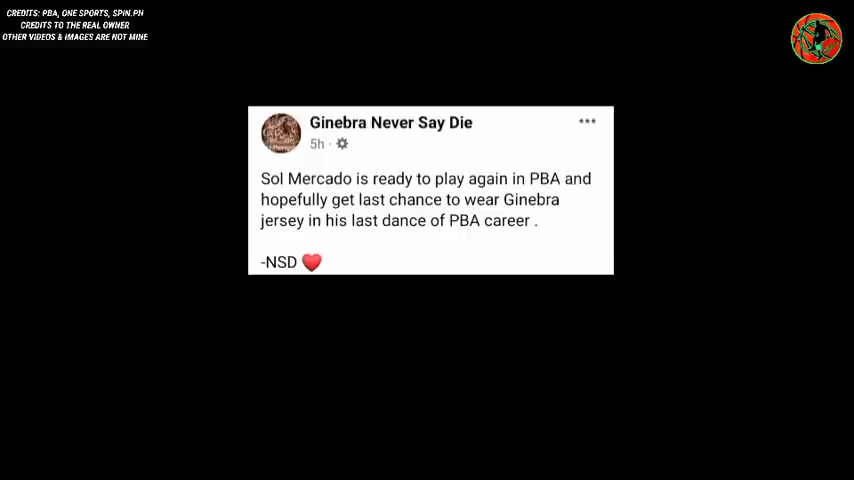 CREDITS: PBA, ONE SPORTS, SPIN.PH
CREDITS TO THE REAL OWNER
OTHER VIDEOS & IMAGES ARE NOT MINE
Ginebra Never Say Die
5h ·
Sol Mercado is ready to play again in PBA and
hopefully get last chance to wear Ginebra
jersey in his last dance of PBA career .
-NSD ❤️